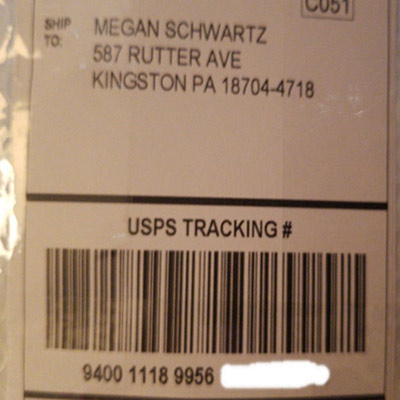 C051
SHIP
TO:
MEGAN SCHWARTZ
587 RUTTER AVE
KINGSTON PA 18704-4718
USPS TRACKING #
9400 1118 9956